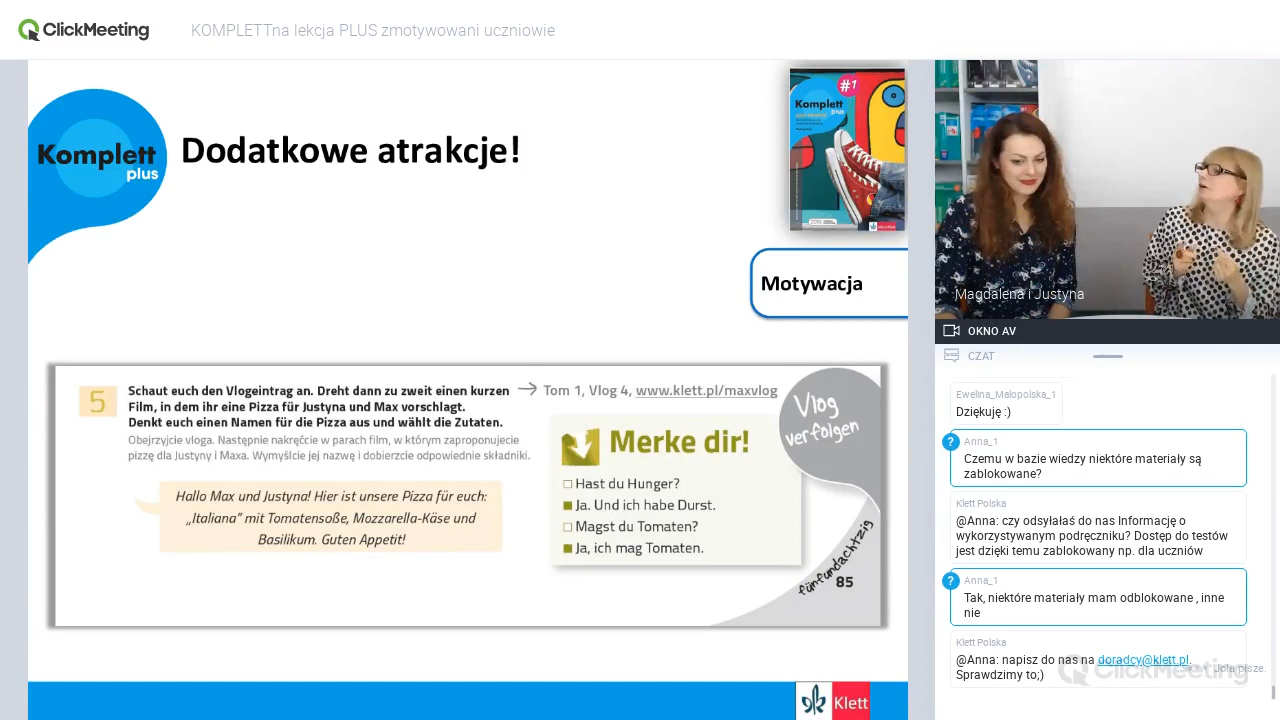 ClickMeeting
KOMPLETTna lekcja PLUS zmotywowani uczniowie
Komplett
plus
Dodatkowe atrakcje!
#1
Komplett
plus
Klett
Motywacja
5
Schaut euch den Vlogeintrag an. Dreht dann zu zweit einen kurzen
Film, in dem ihr eine Pizza für Justyna und Max vorschlagt.
Denkt euch einen Namen für die Pizza aus und wählt die Zutaten.
Obejrzyjcie vloga. Następnie nakręćcie w parach film, w którym zaproponujecie
pizzę dla Justyny i Maxa. Wymyślcie jej nazwę i dobierzcie odpowiednie składniki.
Hallo Max und Justyna! Hier ist unsere Pizza für euch:
„Italiana” mit Tomatensoße, Mozzarella-Käse und
Basilikum. Guten Appetit!
→ Tom 1, Vlog 4, www.klett.pl/maxvlog
Merke dir!
Hast du Hunger?
Ja. Und ich habe Durst.
Magst du Tomaten?
Ja, ich mag Tomaten.
Vlog
verfolgen
fünfundachtzig
85
Klett
Magdalena i Justyna
OKNO AV
CZAT
Ewelina_Malopolska_1
Dziękuję :)
?
Anna_1
Czemu w bazie wiedzy niektóre materiały są
zablokowane?
Klett Polska
@Anna: czy odsyłałaś do nas Informację o
wykorzystywanym podręczniku? Dostęp do testów
jest dzięki temu zablokowany np. dla uczniów
?
Anna_1
Tak, niektóre materiały mam odblokowane , inne
nie
Klett Polska
@Anna: napisz do nas na doradcy@klett.pl.
Sprawdzimy to;)
Jola pisze.
ClickMeeting